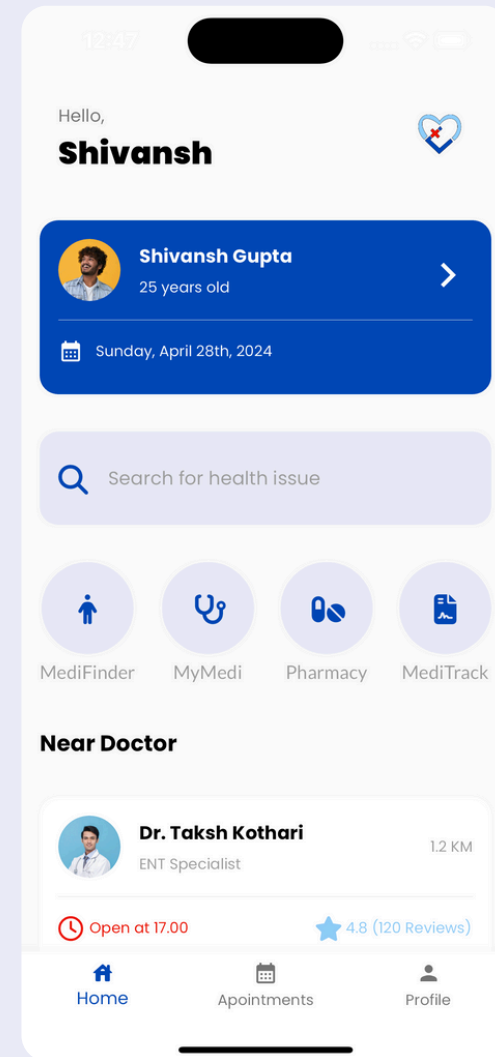 12:47
Hello,
Shivansh
Shivansh Gupta
25 years old
Sunday, April 28th, 2024
Search for health issue
MediFinder MyMedi Pharmacy MediTrack
Near Doctor
Dr. Taksh Kothari
1.2 KM
ENT Specialist
Open at 17.00 4.8 (120 Reviews)
Home Apointments Profile